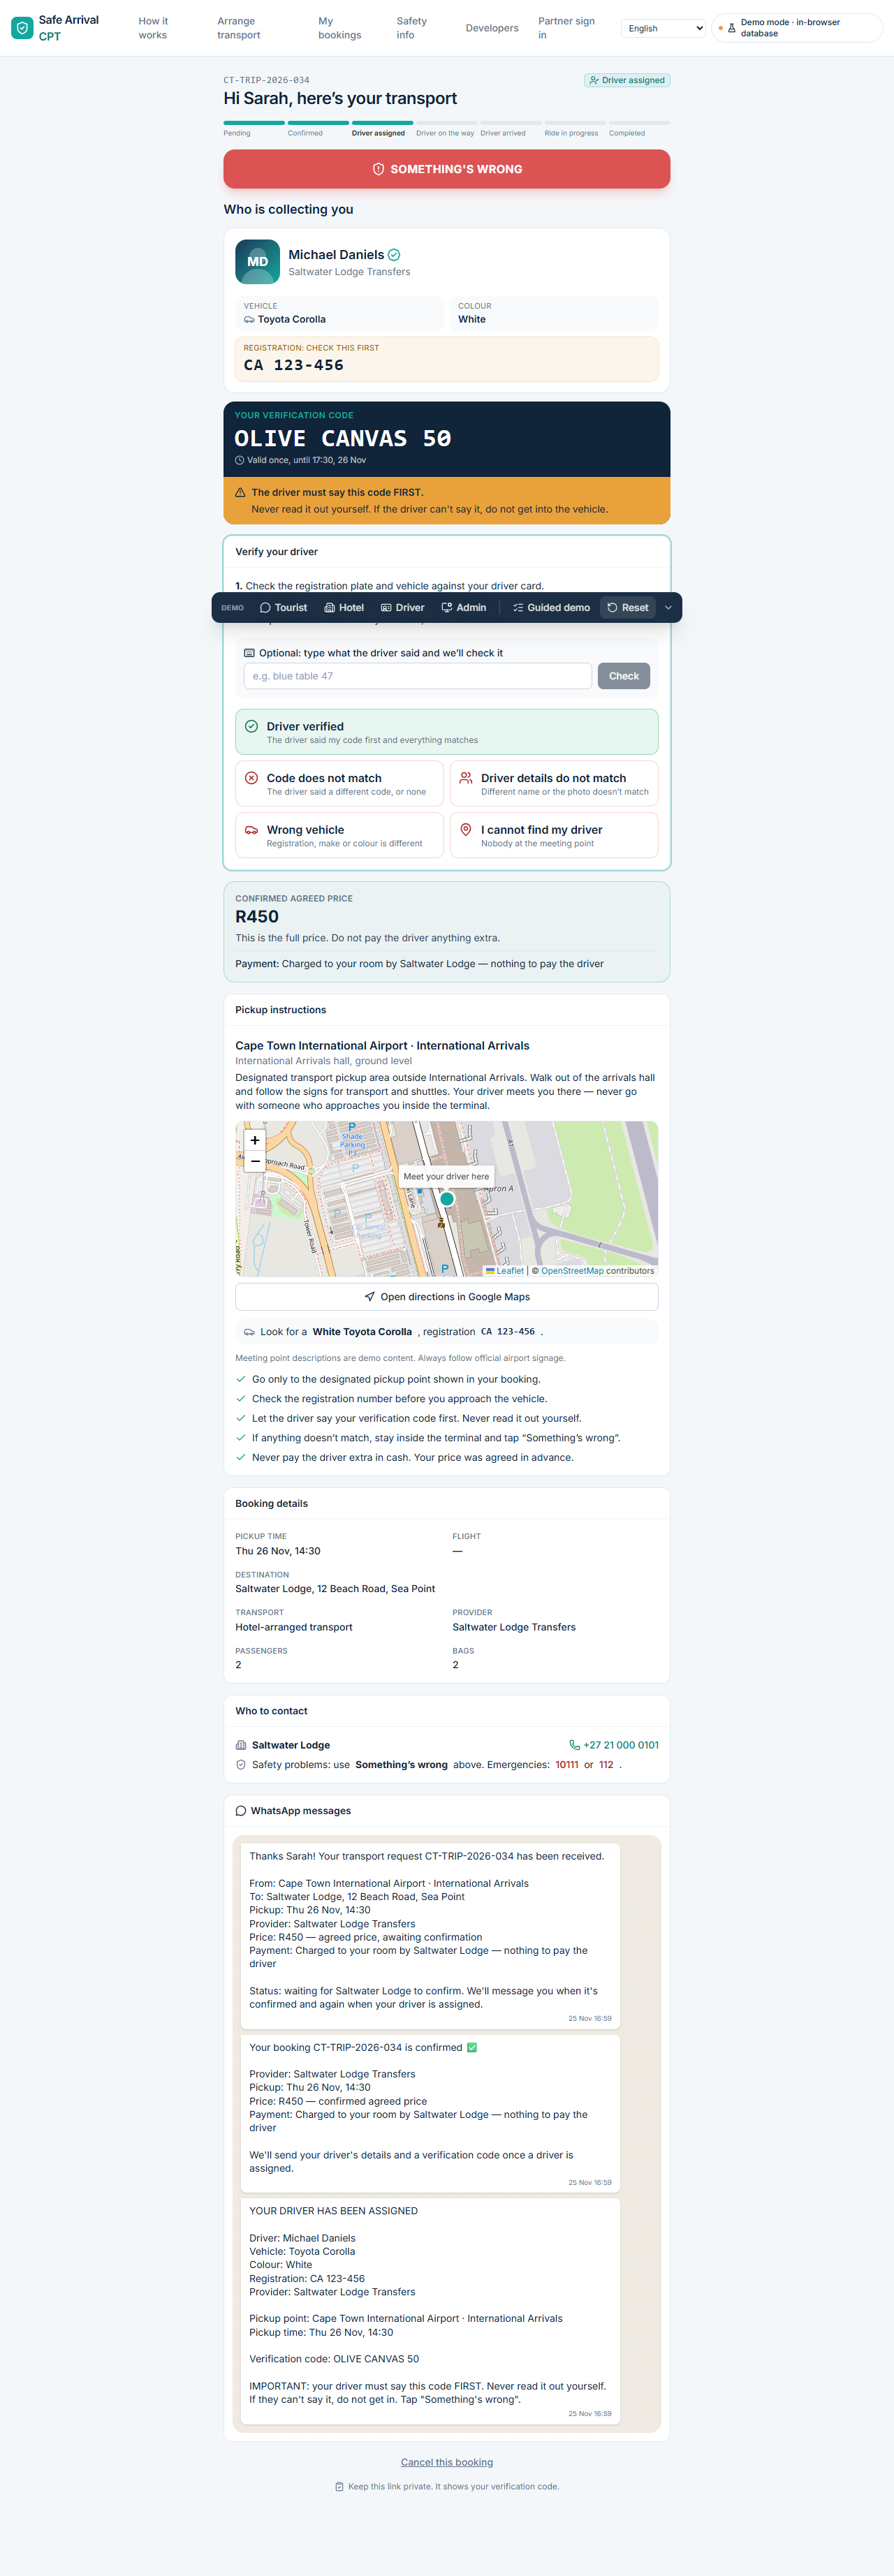 Safe Arrival
CPT
How it works
Arrange transport
My bookings
Safety info
Developers
Partner sign in
English
Demo mode · in-browser database
CT-TRIP-2026-034
Driver assigned
Hi Sarah, here’s your transport
Pending
Confirmed
Driver assigned
Driver on the way
Driver arrived
Ride in progress
Completed
SOMETHING'S WRONG
Who is collecting you
MD
Michael Daniels
Saltwater Lodge Transfers
VEHICLE
Toyota Corolla
COLOUR
White
REGISTRATION: CHECK THIS FIRST
CA 123-456
YOUR VERIFICATION CODE
OLIVE CANVAS 50
Valid once, until 17:30, 26 Nov
The driver must say this code FIRST.
Never read it out yourself. If the driver can't say it, do not get into the vehicle.
Verify your driver
1. Check the registration plate and vehicle against your driver card.
DEMO
Tourist
Hotel
Driver
Admin
Guided demo
Reset
Optional: type what the driver said and we’ll check it
e.g. blue table 47
Check
Driver verified
The driver said my code first and everything matches
Code does not match
The driver said a different code, or none
Driver details do not match
Different name or the photo doesn’t match
Wrong vehicle
Registration, make or colour is different
I cannot find my driver
Nobody at the meeting point
CONFIRMED AGREED PRICE
R450
This is the full price. Do not pay the driver anything extra.
Payment: Charged to your room by Saltwater Lodge — nothing to pay the driver
Pickup instructions
Cape Town International Airport · International Arrivals
International Arrivals hall, ground level
Designated transport pickup area outside International Arrivals. Walk out of the arrivals hall
and follow the signs for transport and shuttles. Your driver meets you there — never go
with someone who approaches you inside the terminal.
+
−
P
Shade
Parking
P3
P
Approach Road
Tower Road
Meet your driver here
Apron A
A1
P
P
P
Leaflet | © OpenStreetMap contributors
Open directions in Google Maps
Look for a White Toyota Corolla , registration CA 123-456 .
Meeting point descriptions are demo content. Always follow official airport signage.
Go only to the designated pickup point shown in your booking.
Check the registration number before you approach the vehicle.
Let the driver say your verification code first. Never read it out yourself.
If anything doesn’t match, stay inside the terminal and tap “Something’s wrong”.
Never pay the driver extra in cash. Your price was agreed in advance.
Booking details
PICKUP TIME
Thu 26 Nov, 14:30
FLIGHT
—
DESTINATION
Saltwater Lodge, 12 Beach Road, Sea Point
TRANSPORT
Hotel-arranged transport
PROVIDER
Saltwater Lodge Transfers
PASSENGERS
2
BAGS
2
Who to contact
Saltwater Lodge
+27 21 000 0101
Safety problems: use Something’s wrong above. Emergencies: 10111 or 112 .
WhatsApp messages
Thanks Sarah! Your transport request CT-TRIP-2026-034 has been received.
From: Cape Town International Airport · International Arrivals
To: Saltwater Lodge, 12 Beach Road, Sea Point
Pickup: Thu 26 Nov, 14:30
Provider: Saltwater Lodge Transfers
Price: R450 — agreed price, awaiting confirmation
Payment: Charged to your room by Saltwater Lodge — nothing to pay the
driver
Status: waiting for Saltwater Lodge to confirm. We'll message you when it's
confirmed and again when your driver is assigned.
25 Nov 16:59
Your booking CT-TRIP-2026-034 is confirmed ✅
Provider: Saltwater Lodge Transfers
Pickup: Thu 26 Nov, 14:30
Price: R450 — confirmed agreed price
Payment: Charged to your room by Saltwater Lodge — nothing to pay the
driver
We'll send your driver's details and a verification code once a driver is
assigned.
25 Nov 16:59
YOUR DRIVER HAS BEEN ASSIGNED
Driver: Michael Daniels
Vehicle: Toyota Corolla
Colour: White
Registration: CA 123-456
Provider: Saltwater Lodge Transfers
Pickup point: Cape Town International Airport · International Arrivals
Pickup time: Thu 26 Nov, 14:30
Verification code: OLIVE CANVAS 50
IMPORTANT: your driver must say this code FIRST. Never read it out yourself.
If they can't say it, do not get in. Tap "Something's wrong".
25 Nov 16:59
Cancel this booking
Keep this link private. It shows your verification code.